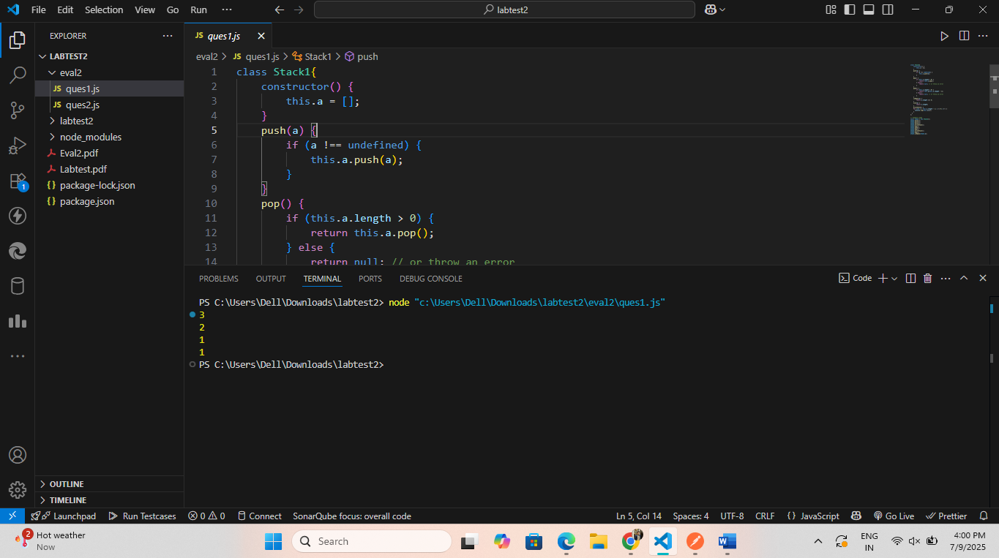 File Edit Selection View Go Run ··· labtest2
EXPLORER ···
LABTEST2
eval2
JS ques1.js
JS ques2.js
labtest2
node_modules
Eval2.pdf
Labtest.pdf
{} package-lock.json
{} package.json
OUTLINE
TIMELINE
JS ques1.js
eval2 > JS ques1.js > Stack1 > push
1 class Stack1{
2 constructor() {
3 this.a = [];
4 }
5 push(a) {
6 if (a !== undefined) {
7 this.a.push(a);
8 }
9 }
10 pop() {
11 if (this.a.length > 0) {
12 return this.a.pop();
13 } else {
14 return null; // or throw an error
PROBLEMS OUTPUT TERMINAL PORTS DEBUG CONSOLE Code
PS C:\Users\Dell\Downloads\labtest2> node "c:\Users\Dell\Downloads\labtest2\eval2\ques1.js"
3
2
1
1
PS C:\Users\Dell\Downloads\labtest2>
1
Launchpad Run Testcases 0 0 Connect SonarQube focus: overall code Ln 5, Col 14 Spaces: 4 UTF-8 CRLF {} JavaScript Go Live Prettier
2
Hot weather
Now
Search
ENG
IN
4:00 PM
7/9/2025